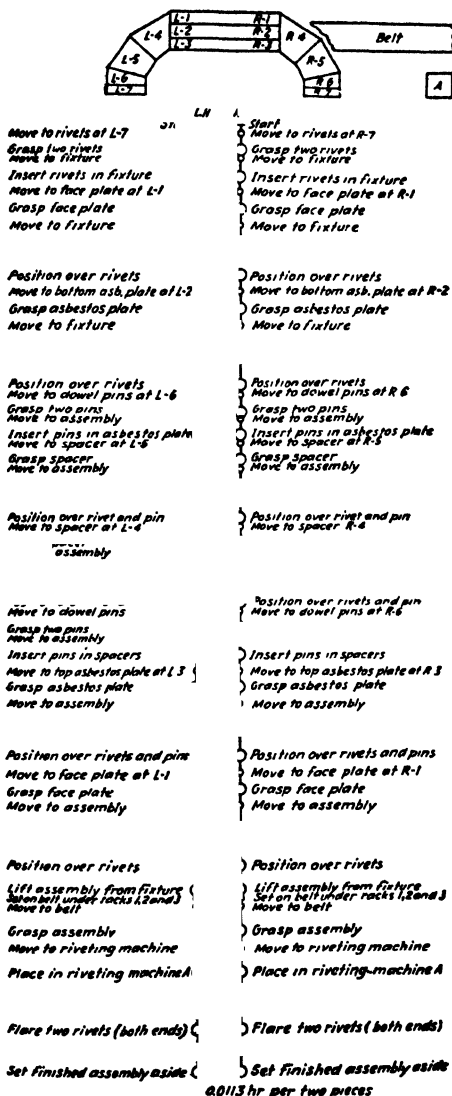 L-1 R-1
L-2 R-2
L-3 R-3
L-4 R 4
L-5 R-5
L-6 R 6
L-7
Belt
A
L.H
Start
Move to rivets at L-7 Move to rivets at R-7
Grasp two rivets Grasp two rivets
Move to fixture Move to fixture
Insert rivets in fixture Insert rivets in fixture
Move to face plate at L-1 Move to face plate at R-1
Grasp face plate Grasp face plate
Move to fixture Move to fixture
Position over rivets Position over rivets
Move to bottom asb. plate at L-2 Move to bottom asb. plate at R-2
Grasp asbestos plate Grasp asbestos plate
Move to fixture Move to fixture
Position over rivets Position over rivets
Move to dowel pins at L-6 Move to dowel pins at R 6
Grasp two pins Grasp two pins
Move to assembly Move to assembly
Insert pins in asbestos plate Insert pins in asbestos plate
Move to spacer at Move to spacer at R-5
Grasp spacer Grasp spacer
Move to assembly Move to assembly
Position over rivet and pin Position over rivet and pin
Move to spacer at L-4 Move to spacer R-4
assembly
Position over rivets and pin
Move to dowel pins Move to dowel pins at R-6
Grasp two pins
Move to assembly
Insert pins in spacers Insert pins in spacers
Move to top asbestos plate at L 3 Move to top asbestos plate at R 3
Grasp asbestos plate Grasp asbestos plate
Move to assembly Move to assembly
Position over rivets and pins Position over rivets and pins
Move to face plate at L-1 Move to face plate at R-1
Grasp face plate Grasp face plate
Move to assembly Move to assembly
Position over rivets Position over rivets
Lift assembly from fixture Lift assembly from fixture
Set on belt under racks 1,2 and 3 Set on belt under racks 1,2 and 3
Move to belt Move to belt
Grasp assembly Grasp assembly
Move to riveting machine Move to riveting machine
Place in riveting machine A Place in riveting machine A
Flare two rivets (both ends) Flare two rivets (both ends)
Set Finished assembly aside Set Finished assembly aside
0.0113 hr per two pieces